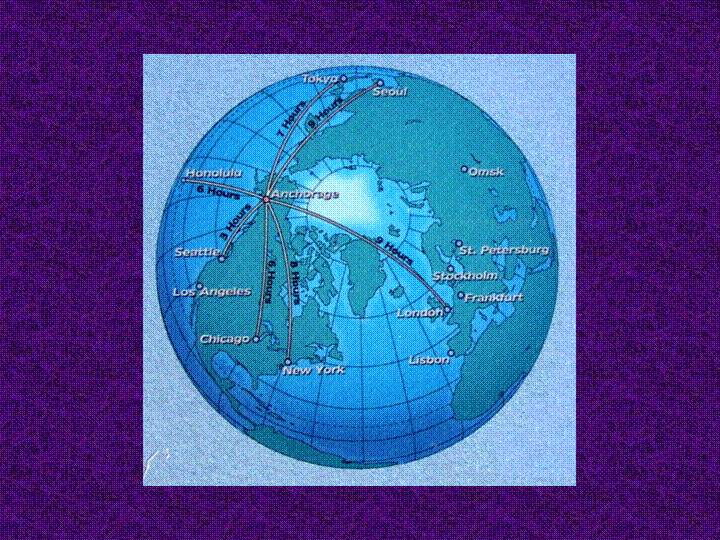 Tokyo
Seoul
7 Hours
8 Hours
Honolulu
6 Hours
Anchorage
Omsk
3 Hours
Seattle
9 Hours
St. Petersburg
Stockholm
6 Hours
8 Hours
Los Angeles
Frankfurt
London
Chicago
New York
Lisbon